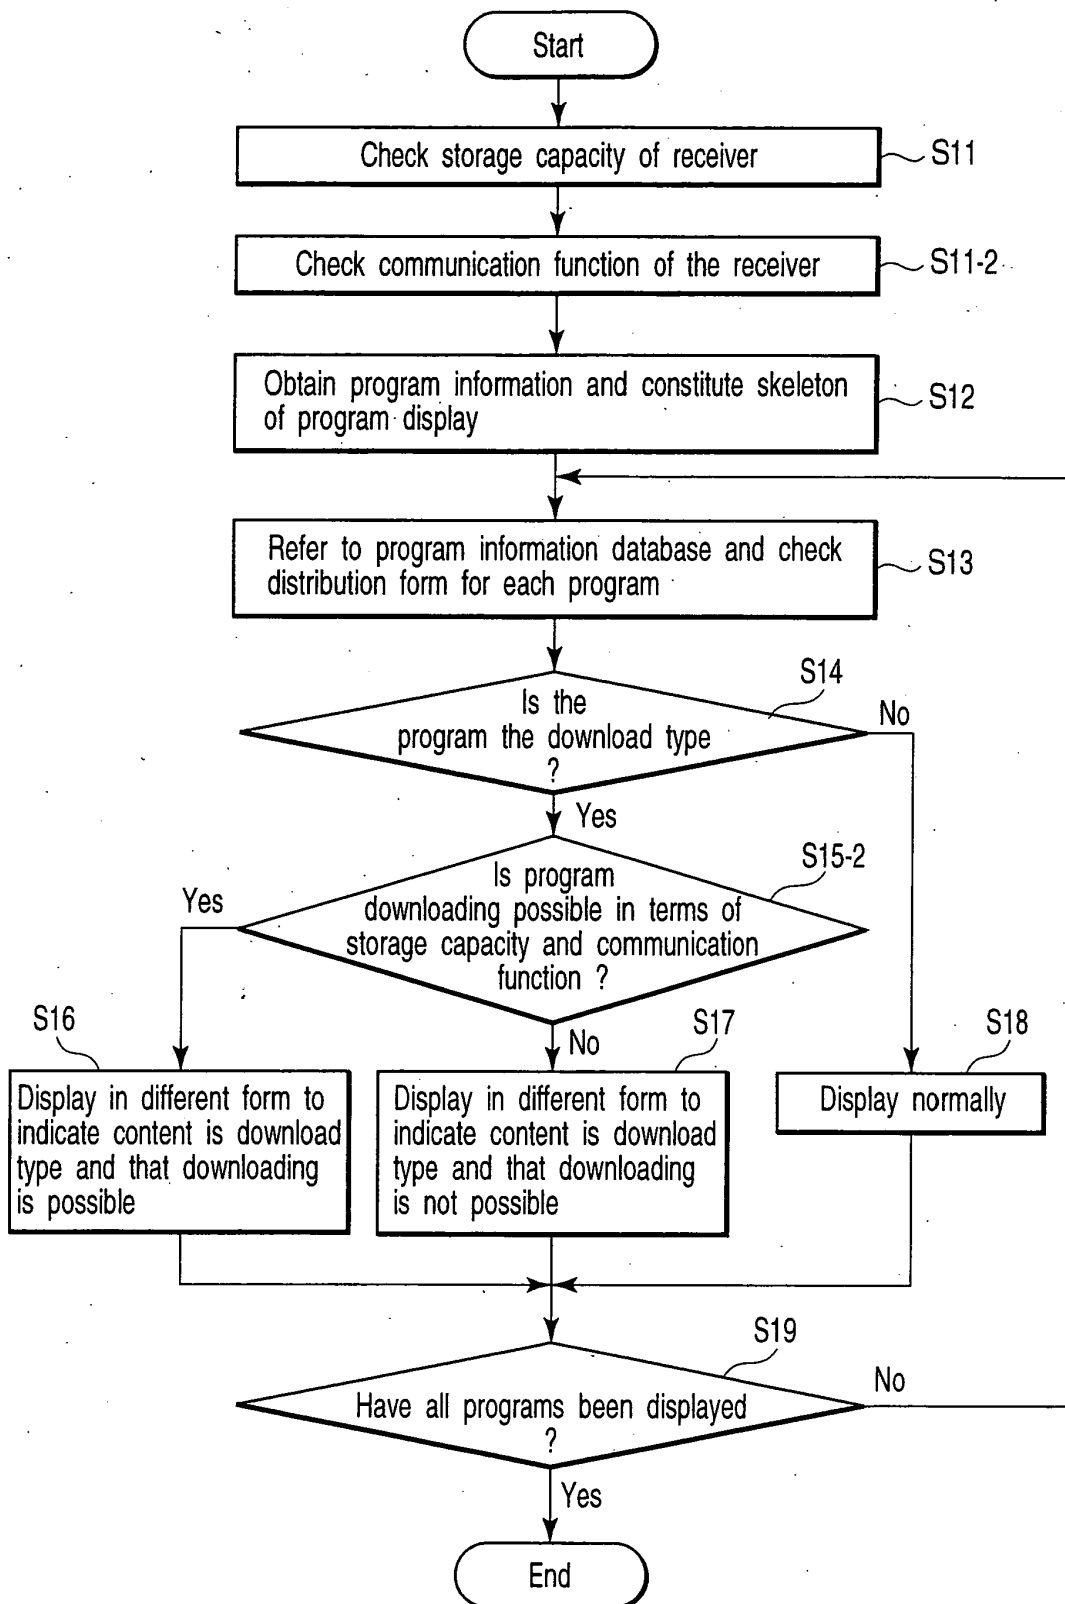 Start
Check storage capacity of receiver
S11
Check communication function of the receiver
S11-2
Obtain program information and constitute skeleton
of program display
S12
Refer to program information database and check
distribution form for each program
S13
S14
Is the
program the download type
?
No
Yes
S15-2
Is program
downloading possible in terms of
storage capacity and communication
function ?
Yes
No
S16
Display in different form to
indicate content is download
type and that downloading
is possible
S17
Display in different form to
indicate content is download
type and that downloading
is not possible
S18
Display normally
S19
Have all programs been displayed
?
No
Yes
End